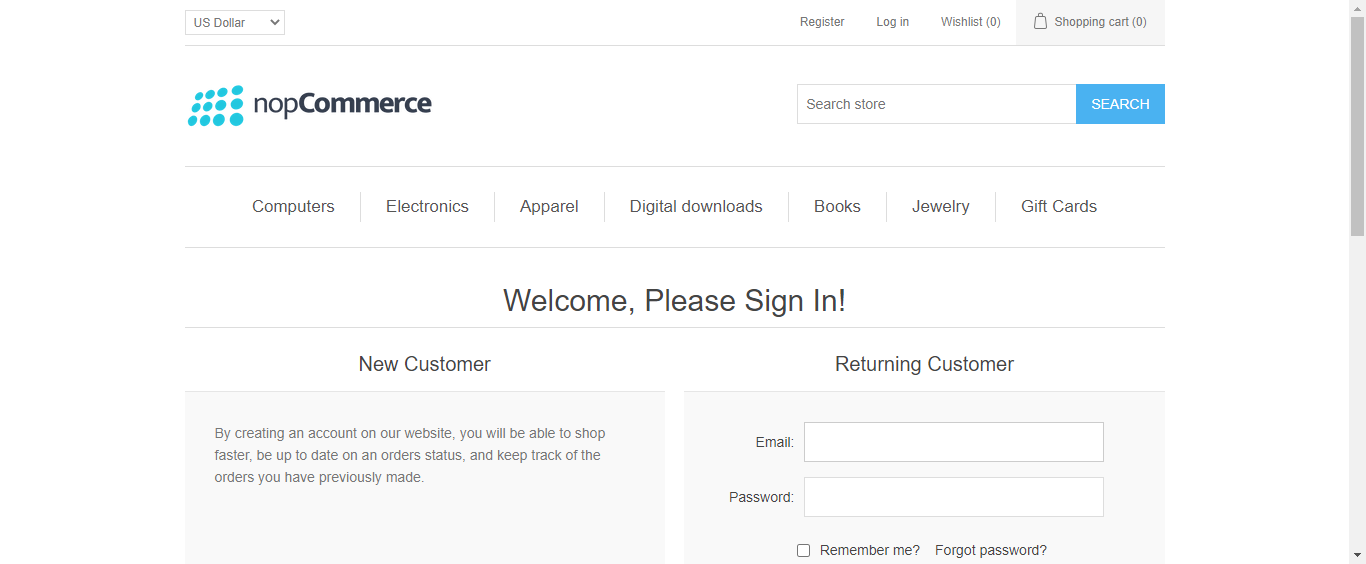 US Dollar
Register
Log in
Wishlist (0)
Shopping cart (0)
nopCommerce
Search store
SEARCH
Computers
Electronics
Apparel
Digital downloads
Books
Jewelry
Gift Cards
Welcome, Please Sign In!
New Customer
By creating an account on our website, you will be able to shop
faster, be up to date on an orders status, and keep track of the
orders you have previously made.
Returning Customer
Email:
Password:
Remember me?
Forgot password?